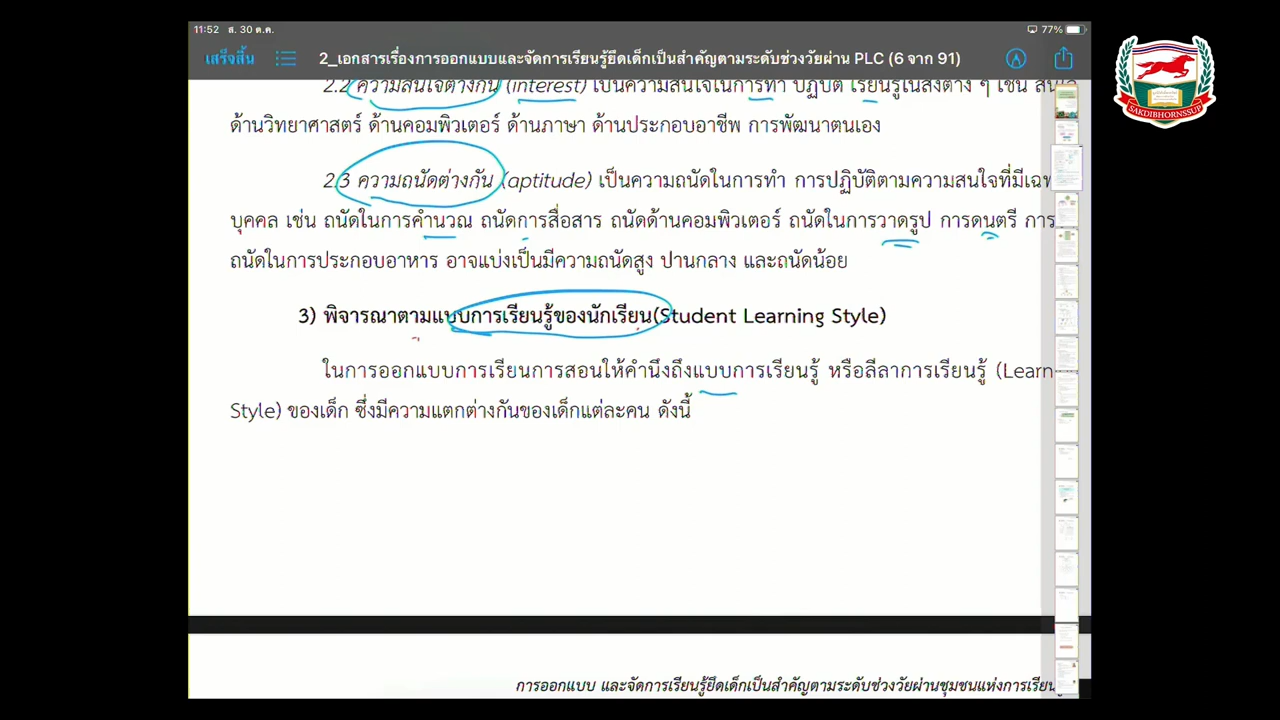 11:52 ส. 30 ต.ค.
77%
เสร็จสิ้น
2_เอกสารเรื่องการออกแบบและจัดการเรียนรู้ยึดเด็กเป็นสำคัญตามระดับช่วงวัยผ่าน PLC (6 จาก 91)
SAKDIBHORNSSUP
2.2 ความสนใจต่างกัน (interest) เป็นความสนใจในการทำ ปฏิบัติ เรียนรู้ในสิ่งต่าง ๆ เช่น
ด้านวิทยาศาสตร์ ด้านคอมพิวเตอร์ ด้านภาษา ด้านประกอบอาชีพ การพัฒนาตนเอง
2.3 ความถนัดต่างกัน เป็นความถนัดในการทำ การปฏิบัติตามความสนใจที่มีเฉพ
บุคคล เช่น ถนัดในการคำนวณ ถนัดการสื่อสาร ถนัดด้านคอมพิวเตอร์ ถนัดในการวาดรูป การดนตรี การ
ถนัดในการประกอบอาหาร อาจแบ่งเป็นมีความถนัดสูง ปานกลาง และถนัดน้อย
3) พิจารณาตามแบบการเรียนรู้ของนักเรียน(Student Learning Style)
ในการออกแบบการเรียนการสอนให้คำนึงถึงแบบการเรียนรู้ หรือลีลาการเรียนรู้ (Learn
Style) ของเด็ก ซึ่งมีความแตกต่างกันของเด็กแต่ละคน ดังนี้
การออกแบบ และจัดการเรียนรู้ยึดเด็กเป็นสำคัญตามระดับช่วงวัยผ่านชุมชนแห่งการเรียนรู้